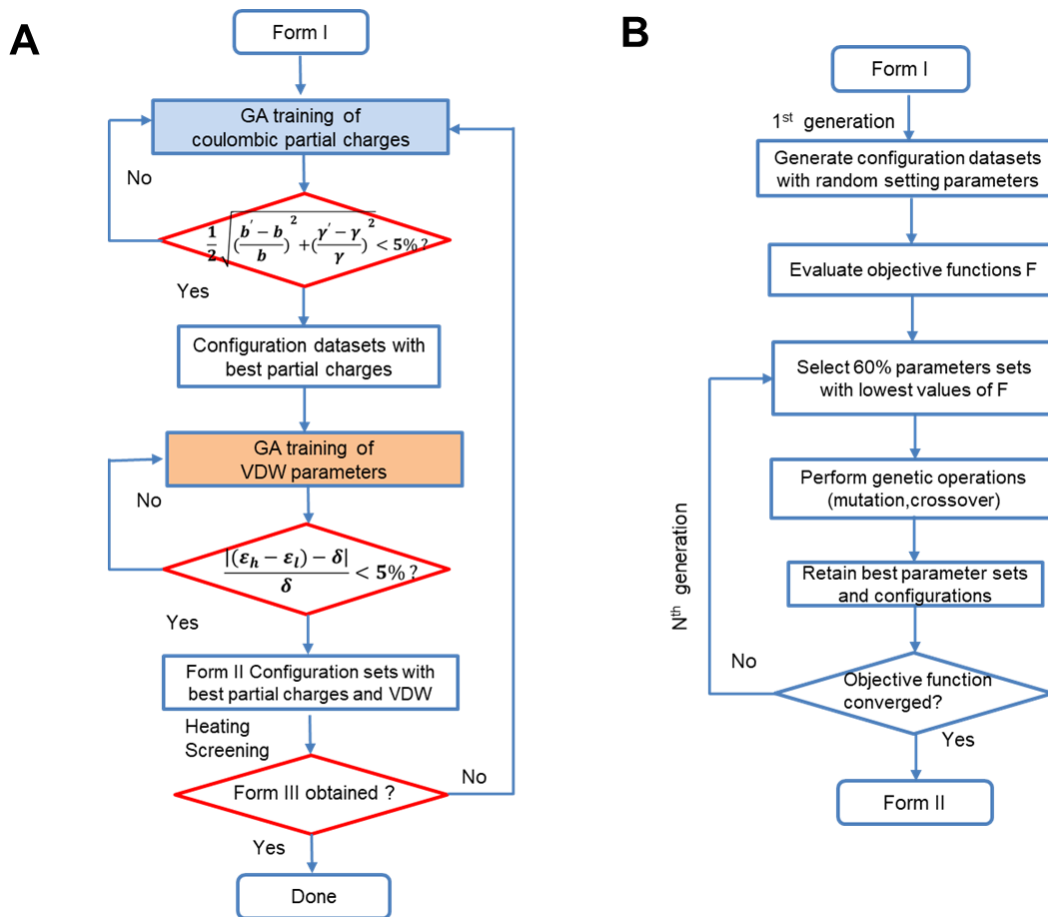 A
Form I
GA training of
coulombic partial charges
No
1/2 √((b′ − b)/b)² + ((γ′ − γ)/γ)² < 5% ?
Yes
Configuration datasets with
best partial charges
GA training of
VDW parameters
No
|(ε_h − ε_l) − δ| / δ < 5% ?
Yes
Form II Configuration sets with
best partial charges and VDW
Heating
Screening
Form III obtained ?
No
Yes
Done
B
Form I
1st generation
Generate configuration datasets
with random setting parameters
Evaluate objective functions F
Select 60% parameters sets
with lowest values of F
Perform genetic operations
(mutation,crossover)
Nth generation
Retain best parameter sets
and configurations
No
Objective function
converged?
Yes
Form II